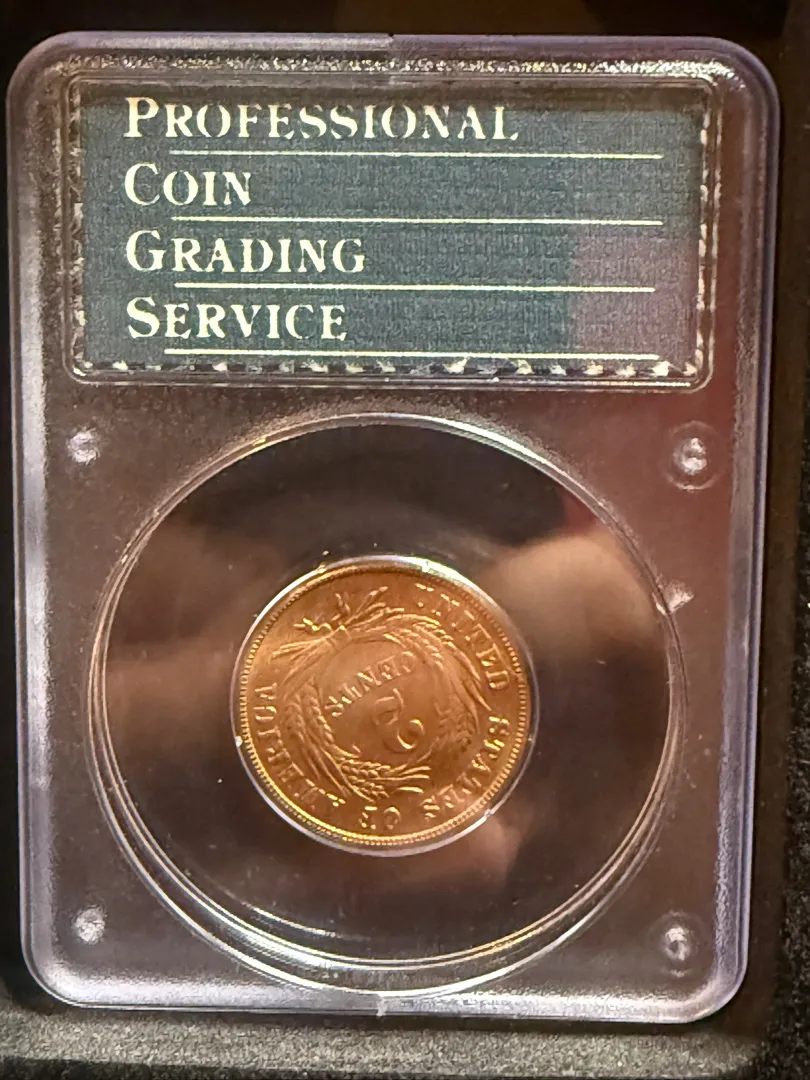 PROFESSIONAL
COIN
GRADING
SERVICE
UNITED STATES OF AMERICA
2
CENTS